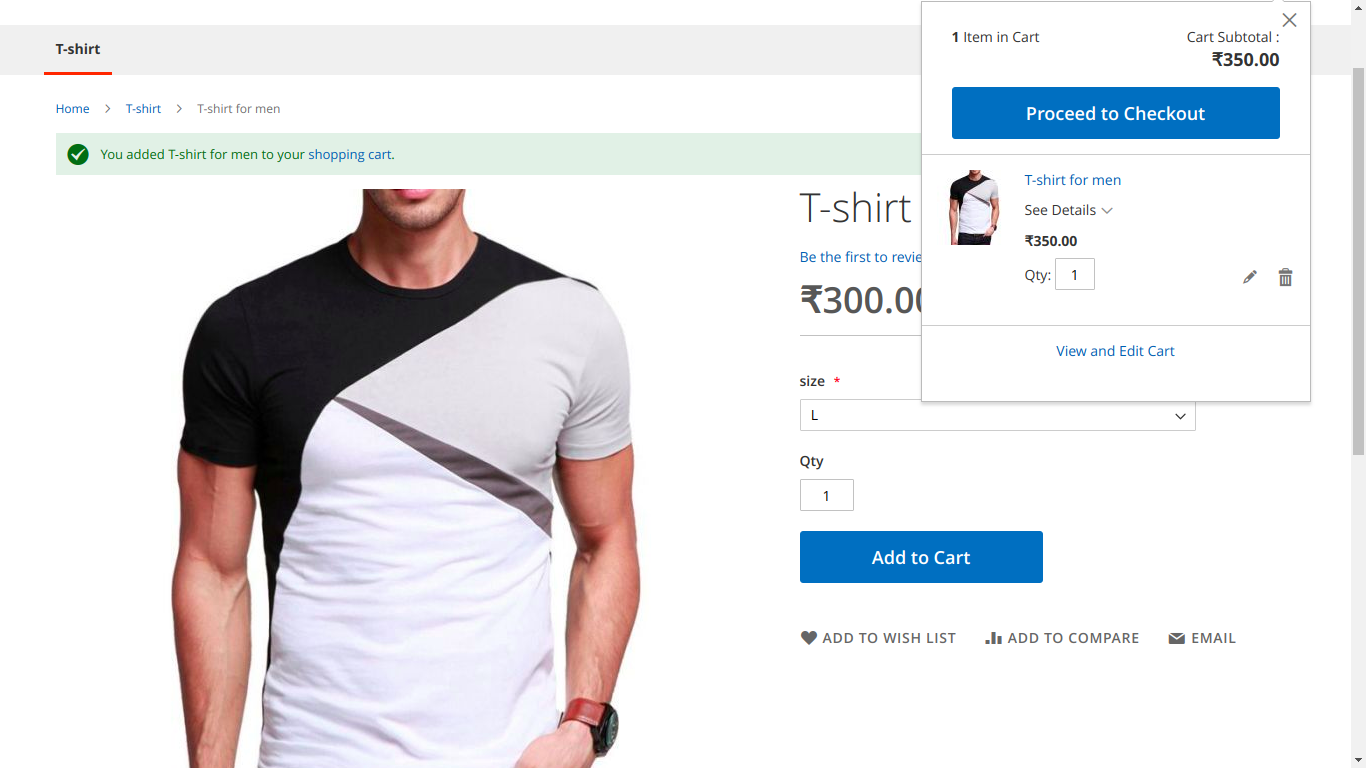 T-shirt
Home > T-shirt > T-shirt for men
You added T-shirt for men to your shopping cart.
T-shirt
Be the first to
₹300.0
size *
L
Qty
1
Add to Cart
ADD TO WISH LIST
ADD TO COMPARE
EMAIL
1 Item in Cart
Cart Subtotal :
₹350.00
Proceed to Checkout
T-shirt for men
See Details
₹350.00
Qty: 1
View and Edit Cart